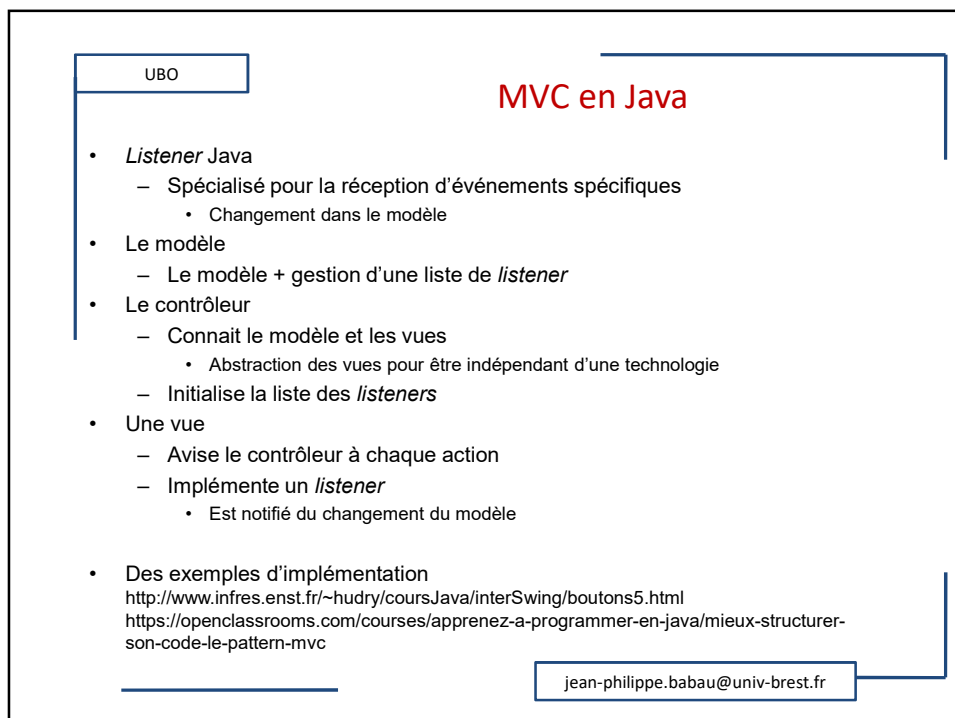 UBO
MVC en Java
• Listener Java
– Spécialisé pour la réception d’événements spécifiques
• Changement dans le modèle
• Le modèle
– Le modèle + gestion d’une liste de listener
• Le contrôleur
– Connait le modèle et les vues
• Abstraction des vues pour être indépendant d’une technologie
– Initialise la liste des listeners
• Une vue
– Avise le contrôleur à chaque action
– Implémente un listener
• Est notifié du changement du modèle
• Des exemples d’implémentation
http://www.infres.enst.fr/~hudry/coursJava/interSwing/boutons5.html
https://openclassrooms.com/courses/apprenez-a-programmer-en-java/mieux-structurer-
son-code-le-pattern-mvc
jean-philippe.babau@univ-brest.fr